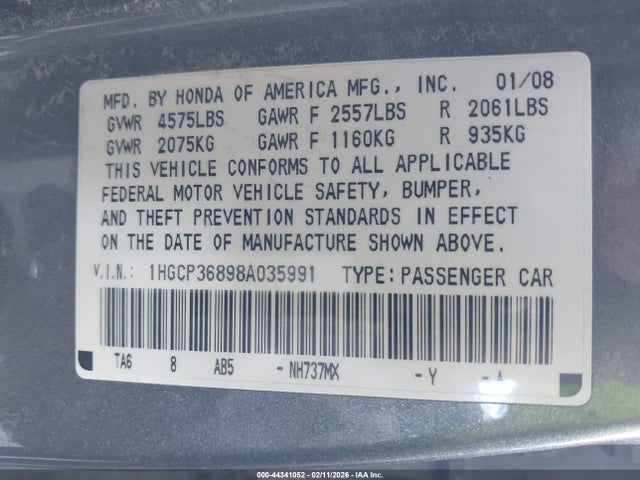 MFD. BY HONDA OF AMERICA MFG., INC. 01/08
GVWR 4575LBS GAWR F 2557LBS R 2061LBS
GVWR 2075KG GAWR F 1160KG R 935KG
THIS VEHICLE CONFORMS TO ALL APPLICABLE
FEDERAL MOTOR VEHICLE SAFETY, BUMPER,
AND THEFT PREVENTION STANDARDS IN EFFECT
ON THE DATE OF MANUFACTURE SHOWN ABOVE.
V.I.N.: 1HGCP36898A035991 TYPE: PASSENGER CAR
TA6 8 AB5 - NH737MX - Y - A
000-44341052 - 02/11/2026 - IAA Inc.